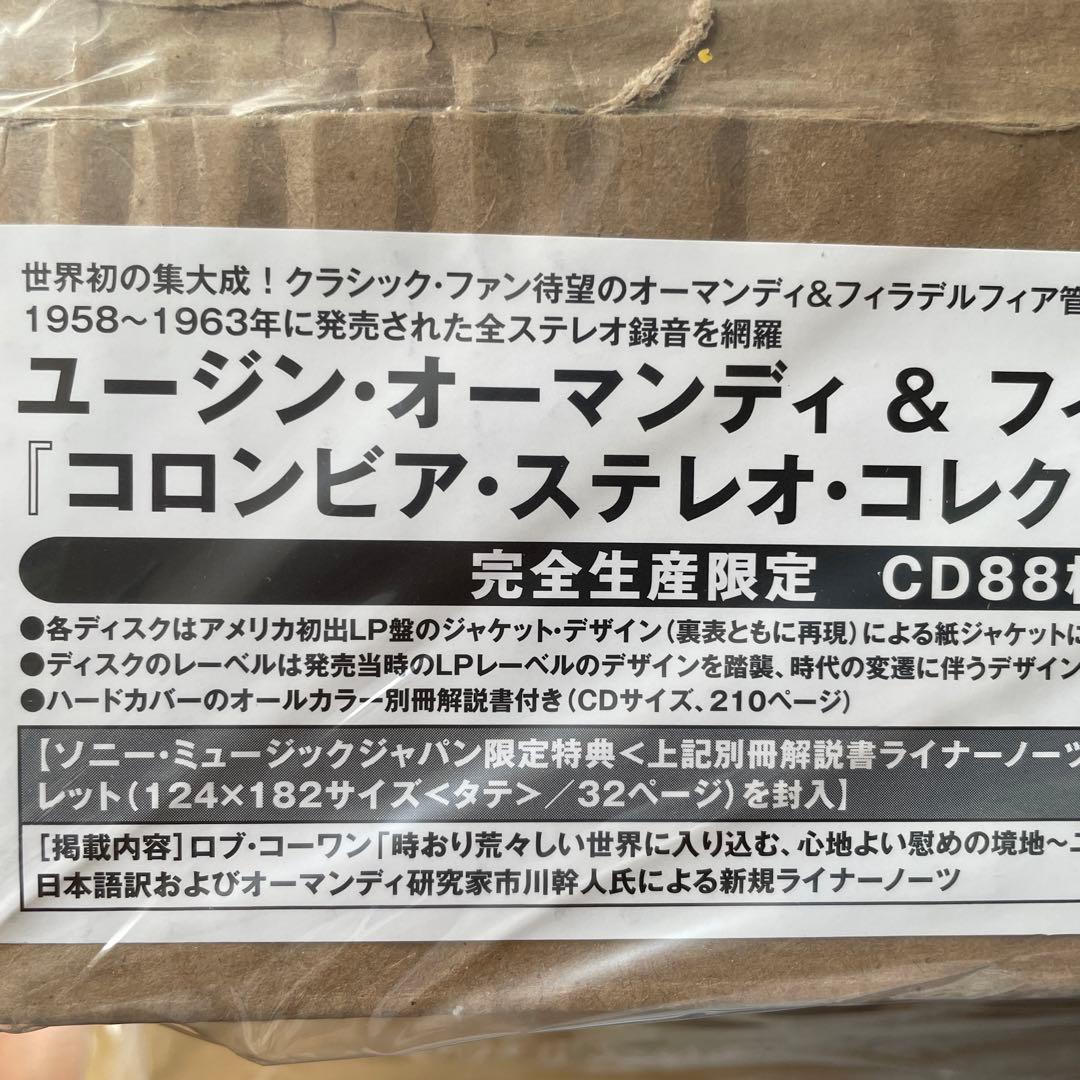 世界初の集大成！クラシック・ファン待望のオーマンディ&フィラデルフィア管
1958～1963年に発売された全ステレオ録音を網羅
ユージン・オーマンディ & フィ
『コロンビア・ステレオ・コレク
完全生産限定　CD88枚
●各ディスクはアメリカ初出LP盤のジャケット・デザイン（裏表ともに再現）による紙ジャケットに
●ディスクのレーベルは発売当時のLPレーベルのデザインを踏襲、時代の変遷に伴うデザイン
●ハードカバーのオールカラー別冊解説書付き（CDサイズ、210ページ）
【ソニー・ミュージックジャパン限定特典＜上記別冊解説書ライナーノーツ
レット（124×182サイズ＜タテ＞／32ページ）を封入】
［掲載内容］ロブ・コーワン「時おり荒々しい世界に入り込む、心地よい慰めの境地～ユ
日本語訳およびオーマンディ研究家市川幹人氏による新規ライナーノーツ